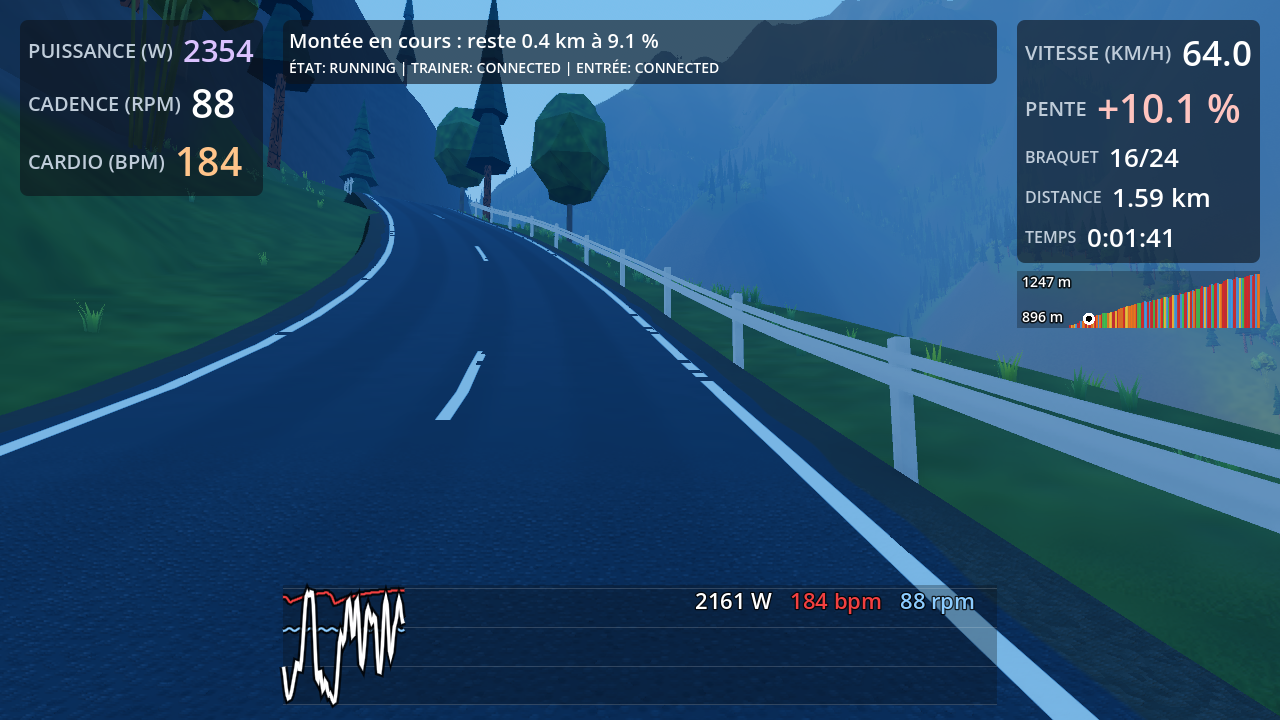 PUISSANCE (W) 2354
CADENCE (RPM) 88
CARDIO (BPM) 184
Montée en cours : reste 0.4 km à 9.1 %
ÉTAT: RUNNING | TRAINER: CONNECTED | ENTRÉE: CONNECTED
VITESSE (KM/H) 64.0
PENTE +10.1 %
BRAQUET 16/24
DISTANCE 1.59 km
TEMPS 0:01:41
1247 m
896 m
2161 W 184 bpm 88 rpm